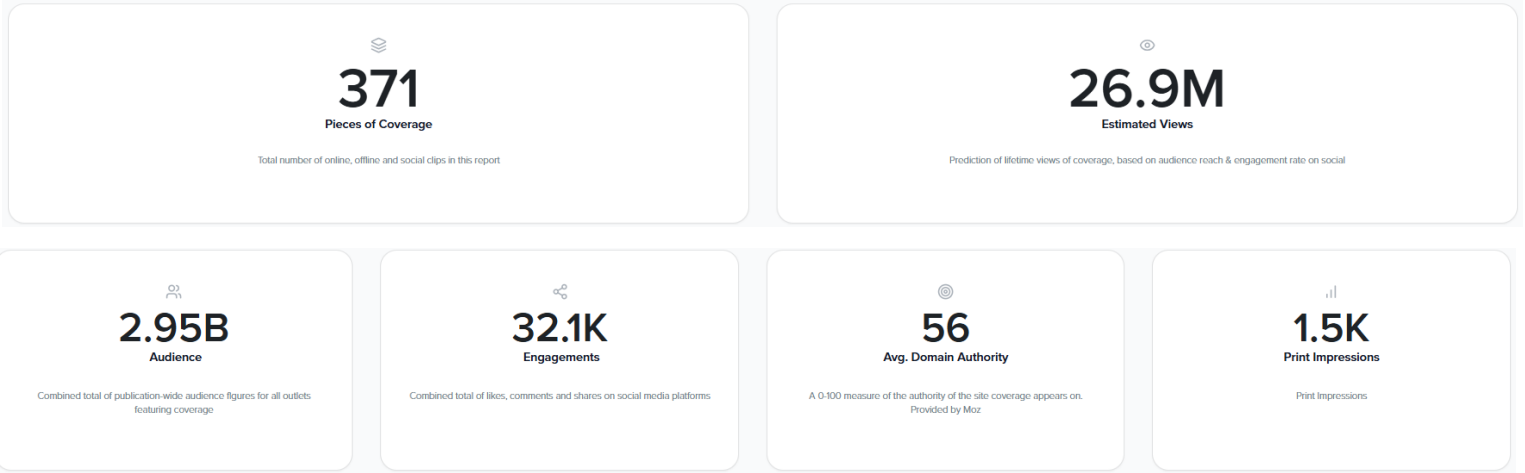 371
Pieces of Coverage
Total number of online, offline and social clips in this report
26.9M
Estimated Views
Prediction of lifetime views of coverage, based on audience reach & engagement rate on social
2.95B
Audience
Combined total of publication-wide audience figures for all outlets
featuring coverage
32.1K
Engagements
Combined total of likes, comments and shares on social media platforms
56
Avg. Domain Authority
A 0-100 measure of the authority of the site coverage appears on.
Provided by Moz
1.5K
Print Impressions
Print Impressions